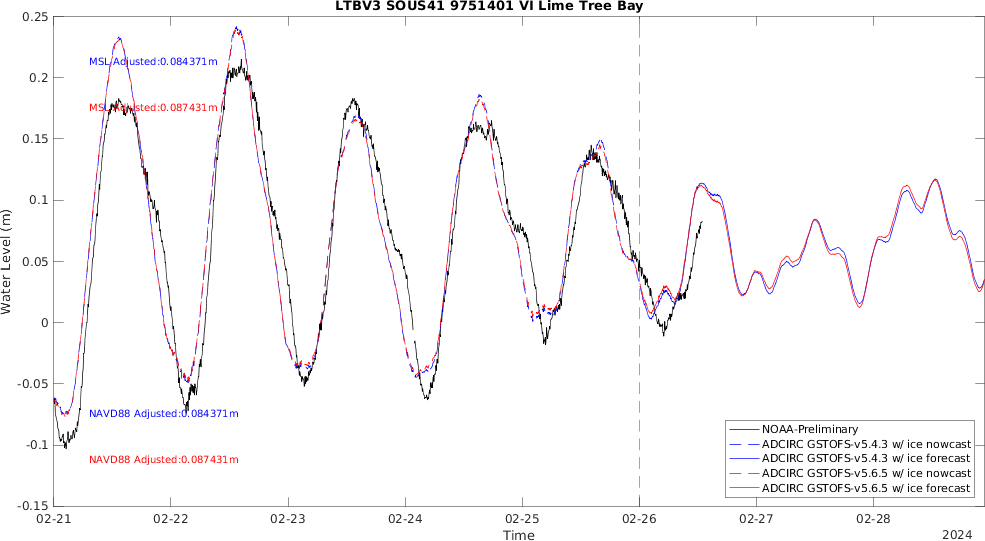 LTBV3 SOUS41 9751401 VI Lime Tree Bay
0.25
0.2
0.15
0.1
0.05
0
-0.05
-0.1
-0.15
Water Level (m)
MSL Adjusted:0.084371m
MSL Adjusted:0.087431m
NAVD88 Adjusted:0.084371m
NAVD88 Adjusted:0.087431m
NOAA-Preliminary
ADCIRC GSTOFS-v5.4.3 w/ ice nowcast
ADCIRC GSTOFS-v5.4.3 w/ ice forecast
ADCIRC GSTOFS-v5.6.5 w/ ice nowcast
ADCIRC GSTOFS-v5.6.5 w/ ice forecast
02-21 02-22 02-23 02-24 02-25 02-26 02-27 02-28
Time
2024